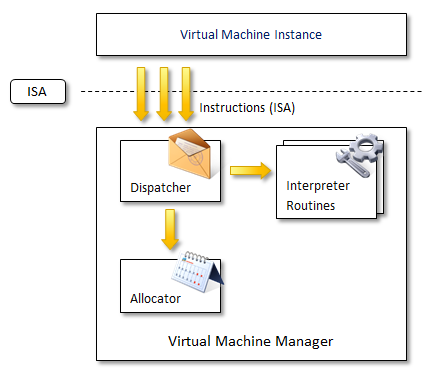 Virtual Machine Instance
ISA
Instructions (ISA)
Dispatcher
Interpreter
Routines
Allocator
Virtual Machine Manager